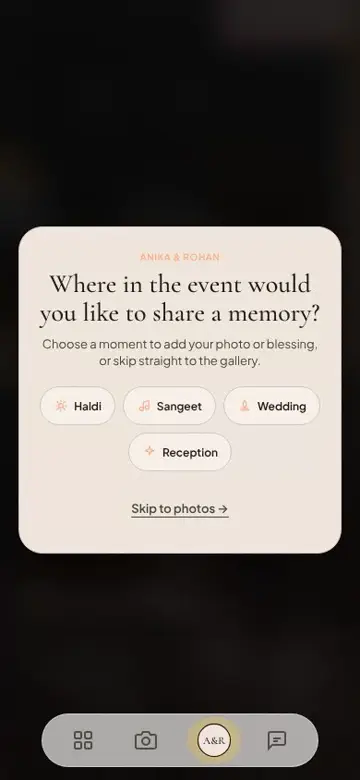 ANIKA & ROHAN
Where in the event would
you like to share a memory?
Choose a moment to add your photo or blessing,
or skip straight to the gallery.
Haldi
Sangeet
Wedding
Reception
Skip to photos →
A&R